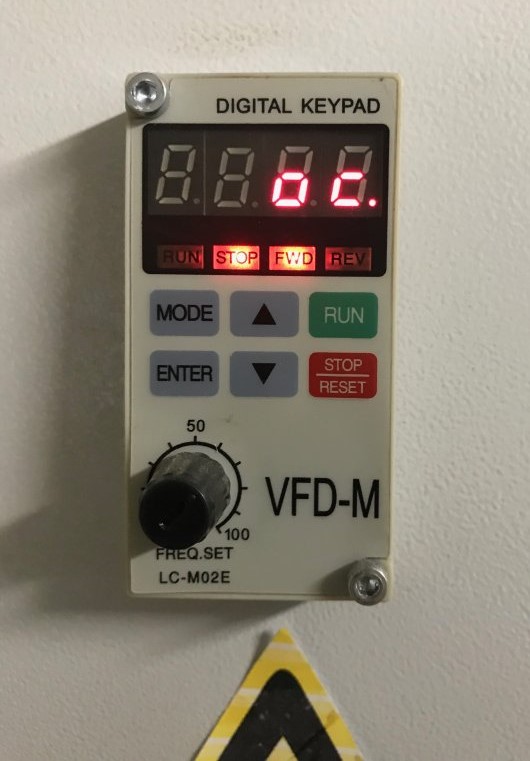 DIGITAL KEYPAD
oc.
RUN STOP FWD REV
MODE ▲ RUN
ENTER ▼ STOP
RESET
50
VFD-M
100
FREQ.SET
LC-M02E